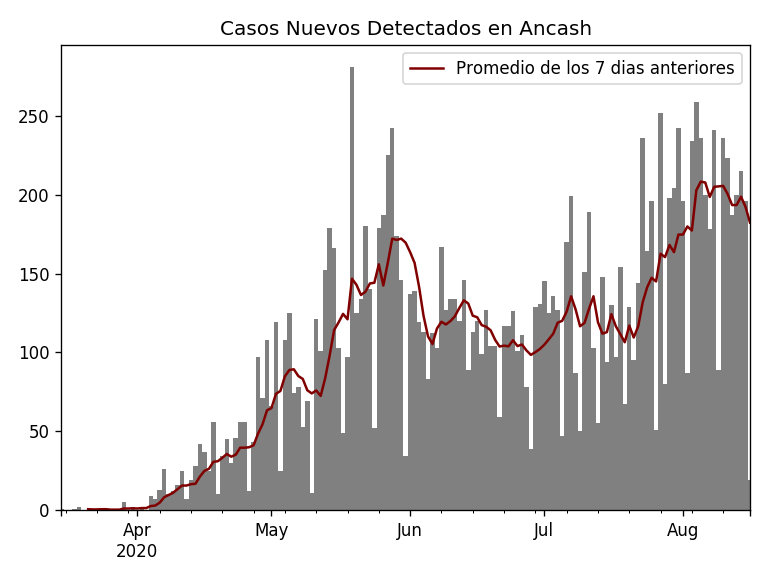 Casos Nuevos Detectados en Ancash
Promedio de los 7 dias anteriores
250
200
150
100
50
0
Apr
2020
May
Jun
Jul
Aug